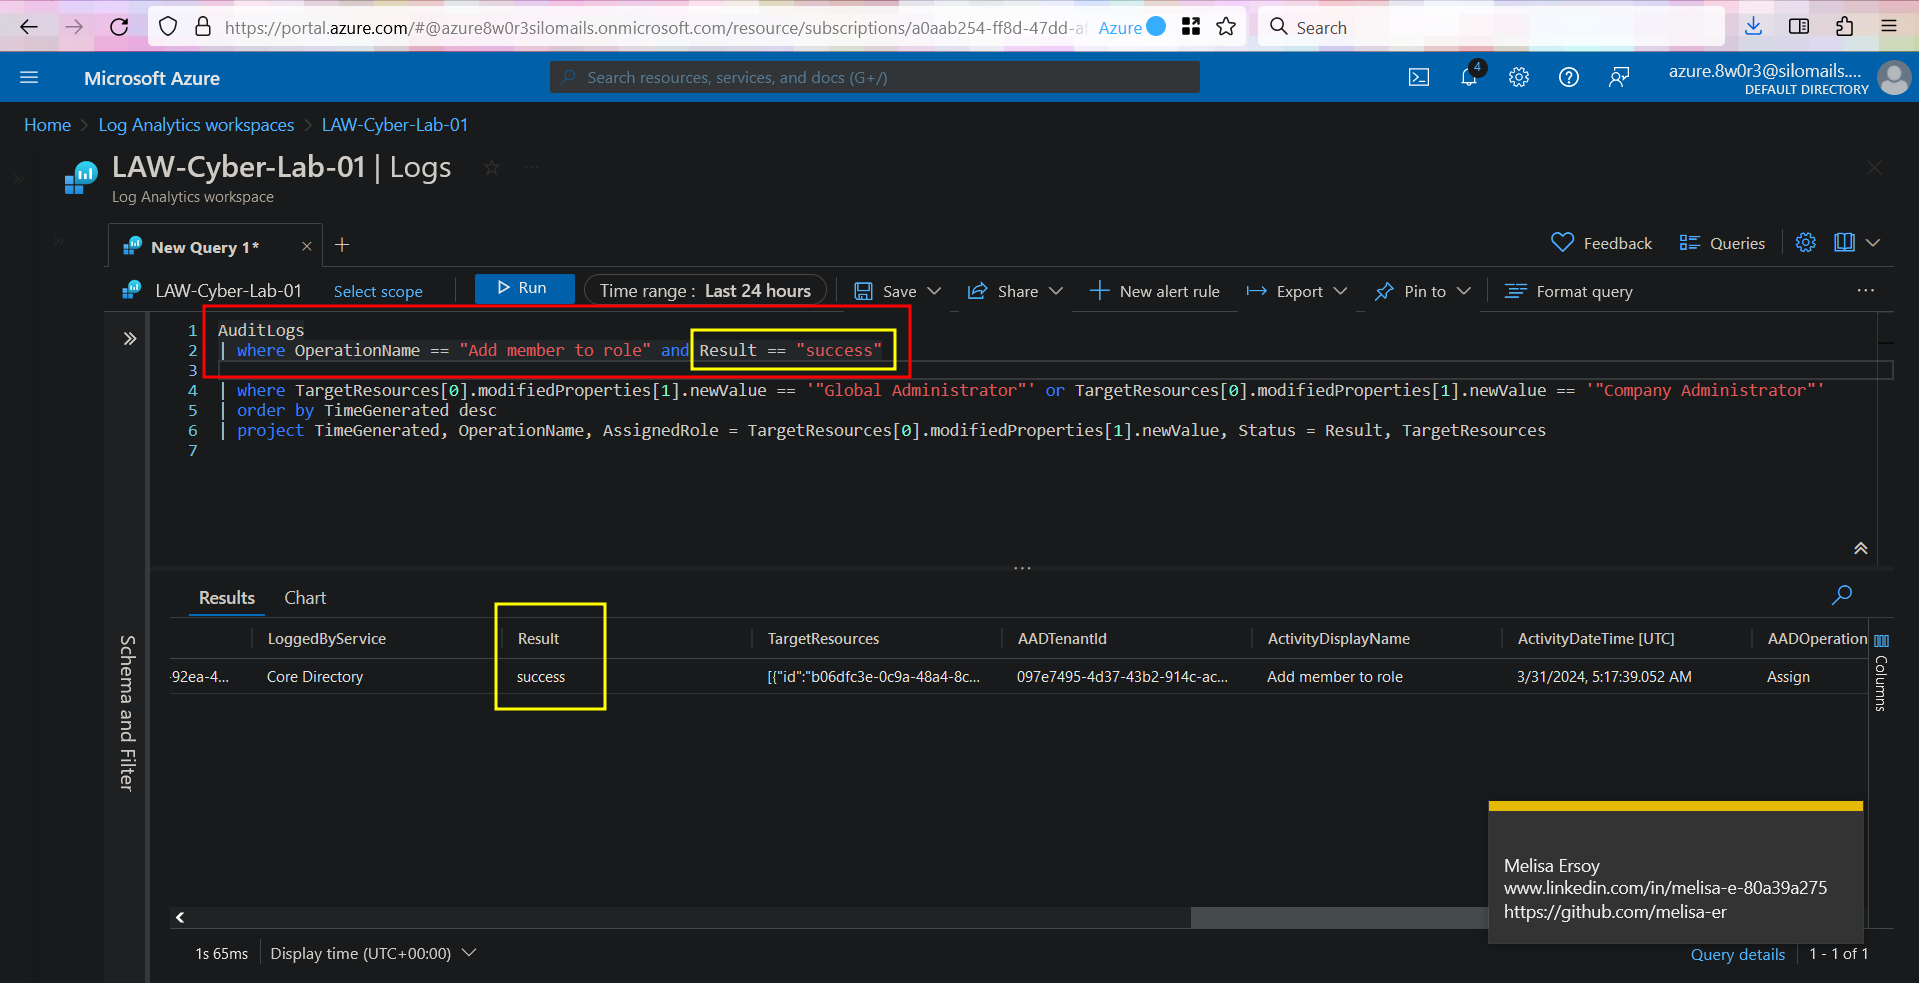 https://portal.azure.com/#@azure8w0r3silomails.onmicrosoft.com/resource/subscriptions/a0aab254-ff8d-47dd-a
Azure
Search
Microsoft Azure
Search resources, services, and docs (G+/)
4
azure.8w0r3@silomails....
DEFAULT DIRECTORY
Home > Log Analytics workspaces > LAW-Cyber-Lab-01
LAW-Cyber-Lab-01 | Logs
Log Analytics workspace
New Query 1*
Feedback
Queries
LAW-Cyber-Lab-01
Select scope
Run
Time range : Last 24 hours
Save
Share
New alert rule
Export
Pin to
Format query
1 AuditLogs
2 | where OperationName == "Add member to role" and Result == "success"
3
4 | where TargetResources[0].modifiedProperties[1].newValue == '"Global Administrator"' or TargetResources[0].modifiedProperties[1].newValue == '"Company Administrator"'
5 | order by TimeGenerated desc
6 | project TimeGenerated, OperationName, AssignedRole = TargetResources[0].modifiedProperties[1].newValue, Status = Result, TargetResources
7
Schema and Filter
Results
Chart
LoggedByService Result TargetResources AADTenantId ActivityDisplayName ActivityDateTime [UTC] AADOperation
-92ea-4... Core Directory success [{"id":"b06dfc3e-0c9a-48a4-8c... 097e7495-4d37-43b2-914c-ac... Add member to role 3/31/2024, 5:17:39.052 AM Assign
Columns
Melisa Ersoy
www.linkedin.com/in/melisa-e-80a39a275
https://github.com/melisa-er
1s 65ms
Display time (UTC+00:00)
Query details
1 - 1 of 1